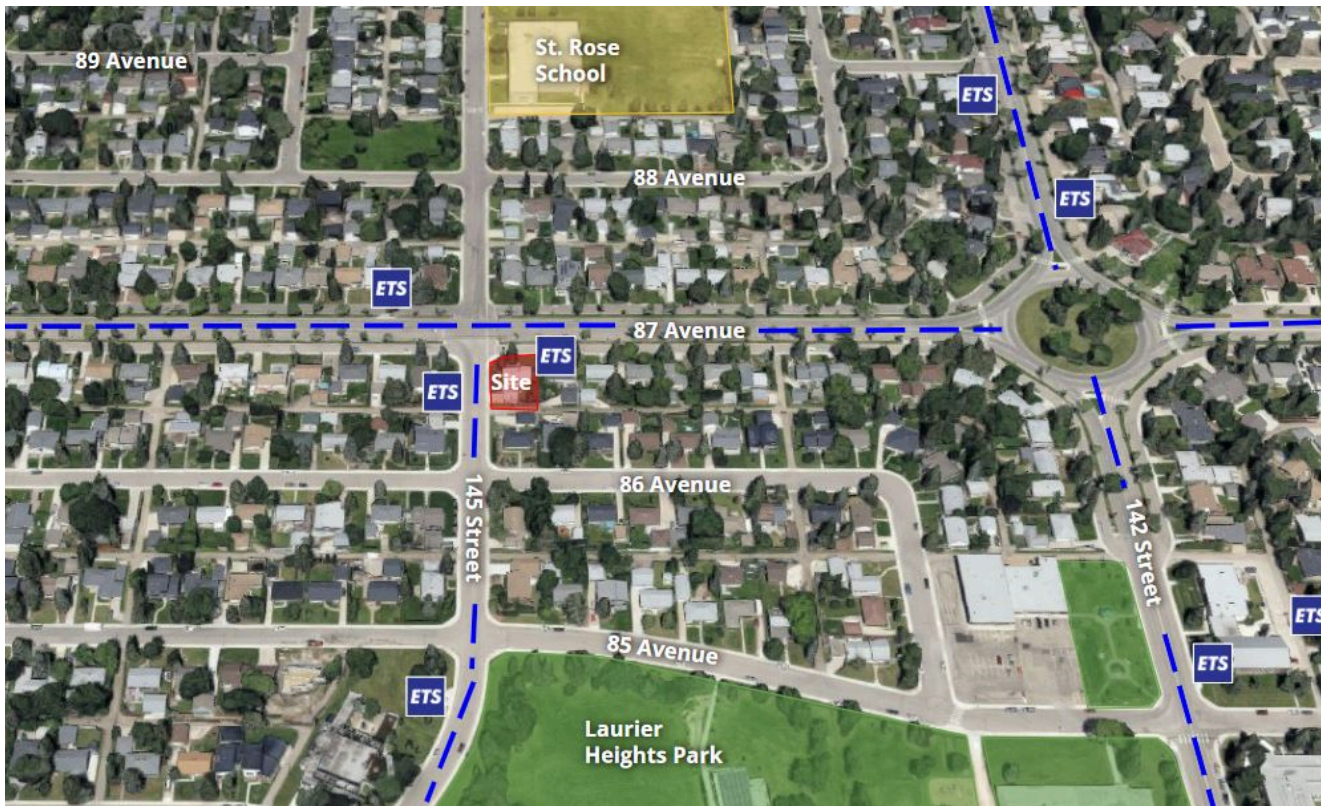 St. Rose
School
89 Avenue
ETS
88 Avenue
ETS
ETS
87 Avenue
ETS
Site
ETS
145 Street
86 Avenue
142 Street
ETS
85 Avenue
ETS
ETS
Laurier
Heights Park